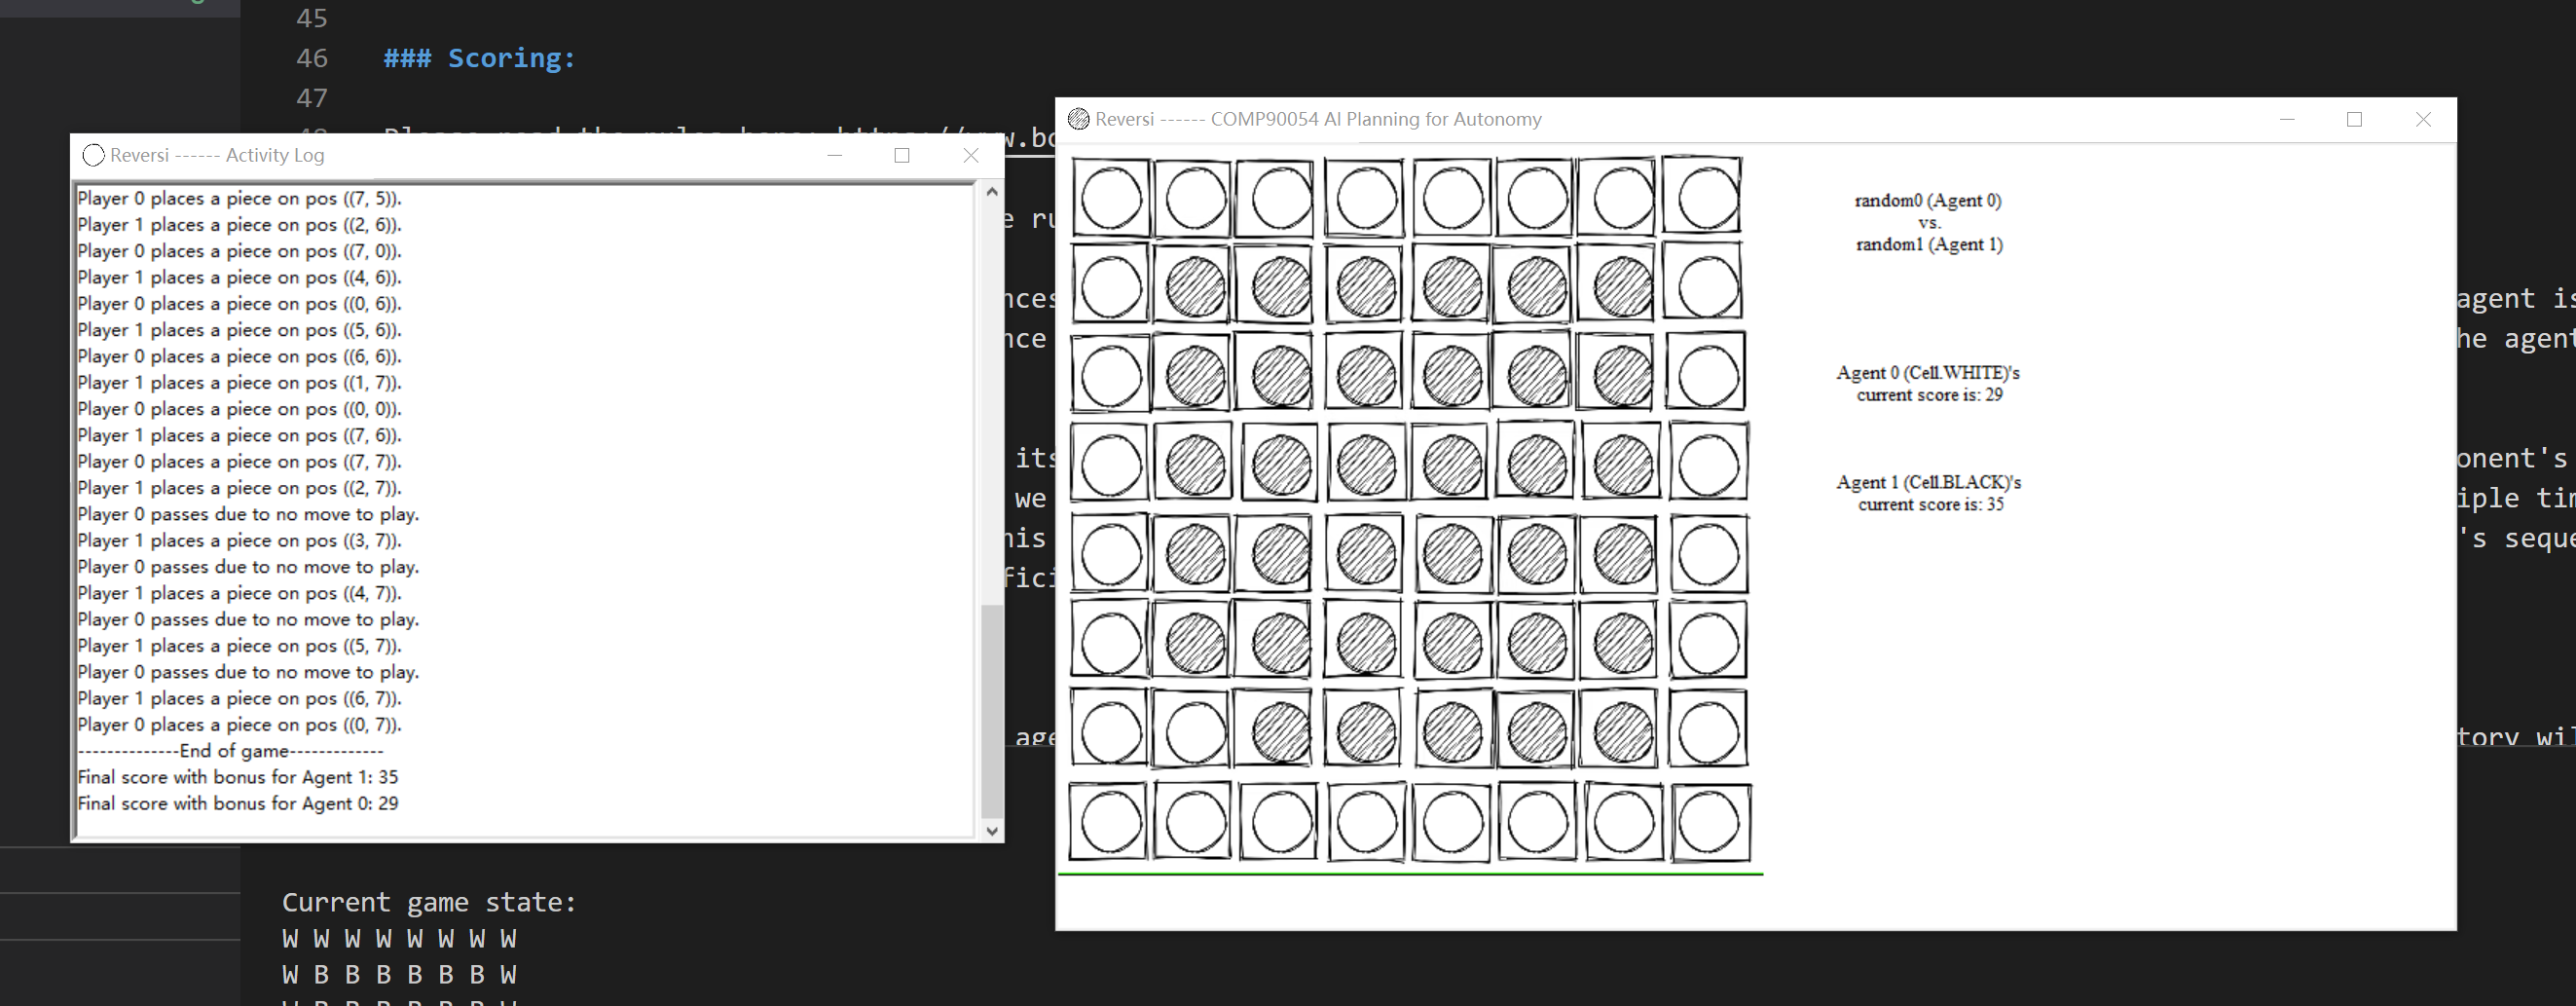 45
46 ### Scoring:
47
Reversi ------ Activity Log
Player 0 places a piece on pos ((7, 5)).
Player 1 places a piece on pos ((2, 6)).
Player 0 places a piece on pos ((7, 0)).
Player 1 places a piece on pos ((4, 6)).
Player 0 places a piece on pos ((0, 6)).
Player 1 places a piece on pos ((5, 6)).
Player 0 places a piece on pos ((6, 6)).
Player 1 places a piece on pos ((1, 7)).
Player 0 places a piece on pos ((0, 0)).
Player 1 places a piece on pos ((7, 6)).
Player 0 places a piece on pos ((7, 7)).
Player 1 places a piece on pos ((2, 7)).
Player 0 passes due to no move to play.
Player 1 places a piece on pos ((3, 7)).
Player 0 passes due to no move to play.
Player 1 places a piece on pos ((4, 7)).
Player 0 passes due to no move to play.
Player 1 places a piece on pos ((5, 7)).
Player 0 passes due to no move to play.
Player 1 places a piece on pos ((6, 7)).
Player 0 places a piece on pos ((0, 7)).
--------------End of game-------------
Final score with bonus for Agent 1: 35
Final score with bonus for Agent 0: 29
Reversi ------ COMP90054 AI Planning for Autonomy
random0 (Agent 0)
vs.
random1 (Agent 1)
Agent 0 (Cell.WHITE)'s
current score is: 29
Agent 1 (Cell.BLACK)'s
current score is: 35
its
we
agent is
he agent
onent's
iple tim
's seque
Current game state:
W W W W W W W W
W B B B B B B W